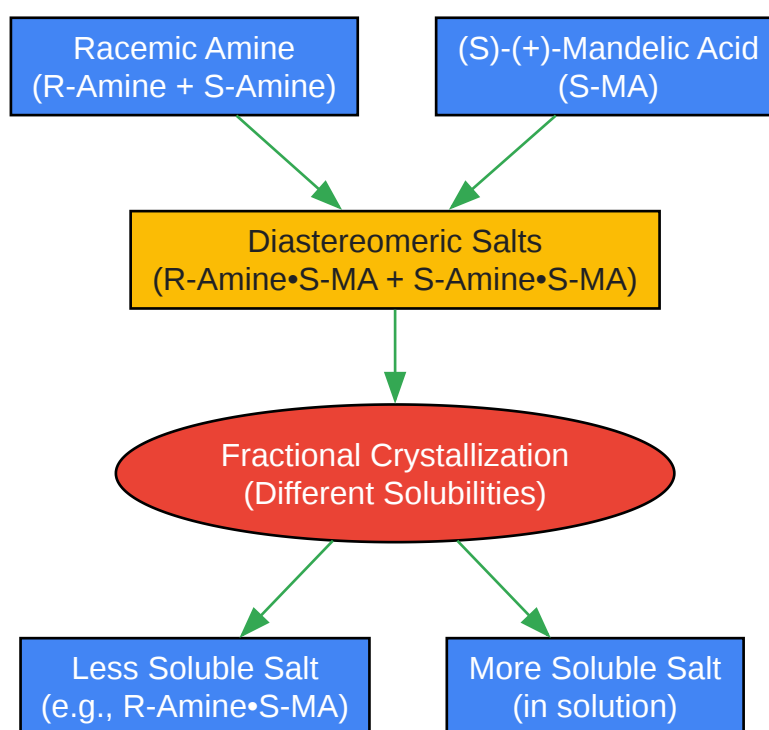 Racemic Amine
(R-Amine + S-Amine)
(S)-(+)-Mandelic Acid
(S-MA)
Diastereomeric Salts
(R-Amine•S-MA + S-Amine•S-MA)
Fractional Crystallization
(Different Solubilities)
Less Soluble Salt
(e.g., R-Amine•S-MA)
More Soluble Salt
(in solution)